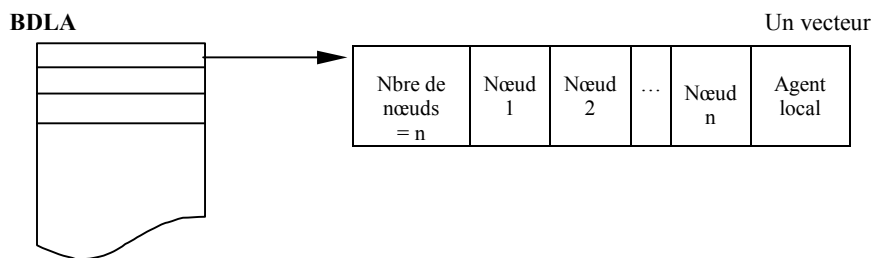 BDLA
Un vecteur
Nbre de
nœuds
= n
Nœud
1
Nœud
2
…
Nœud
n
Agent
local